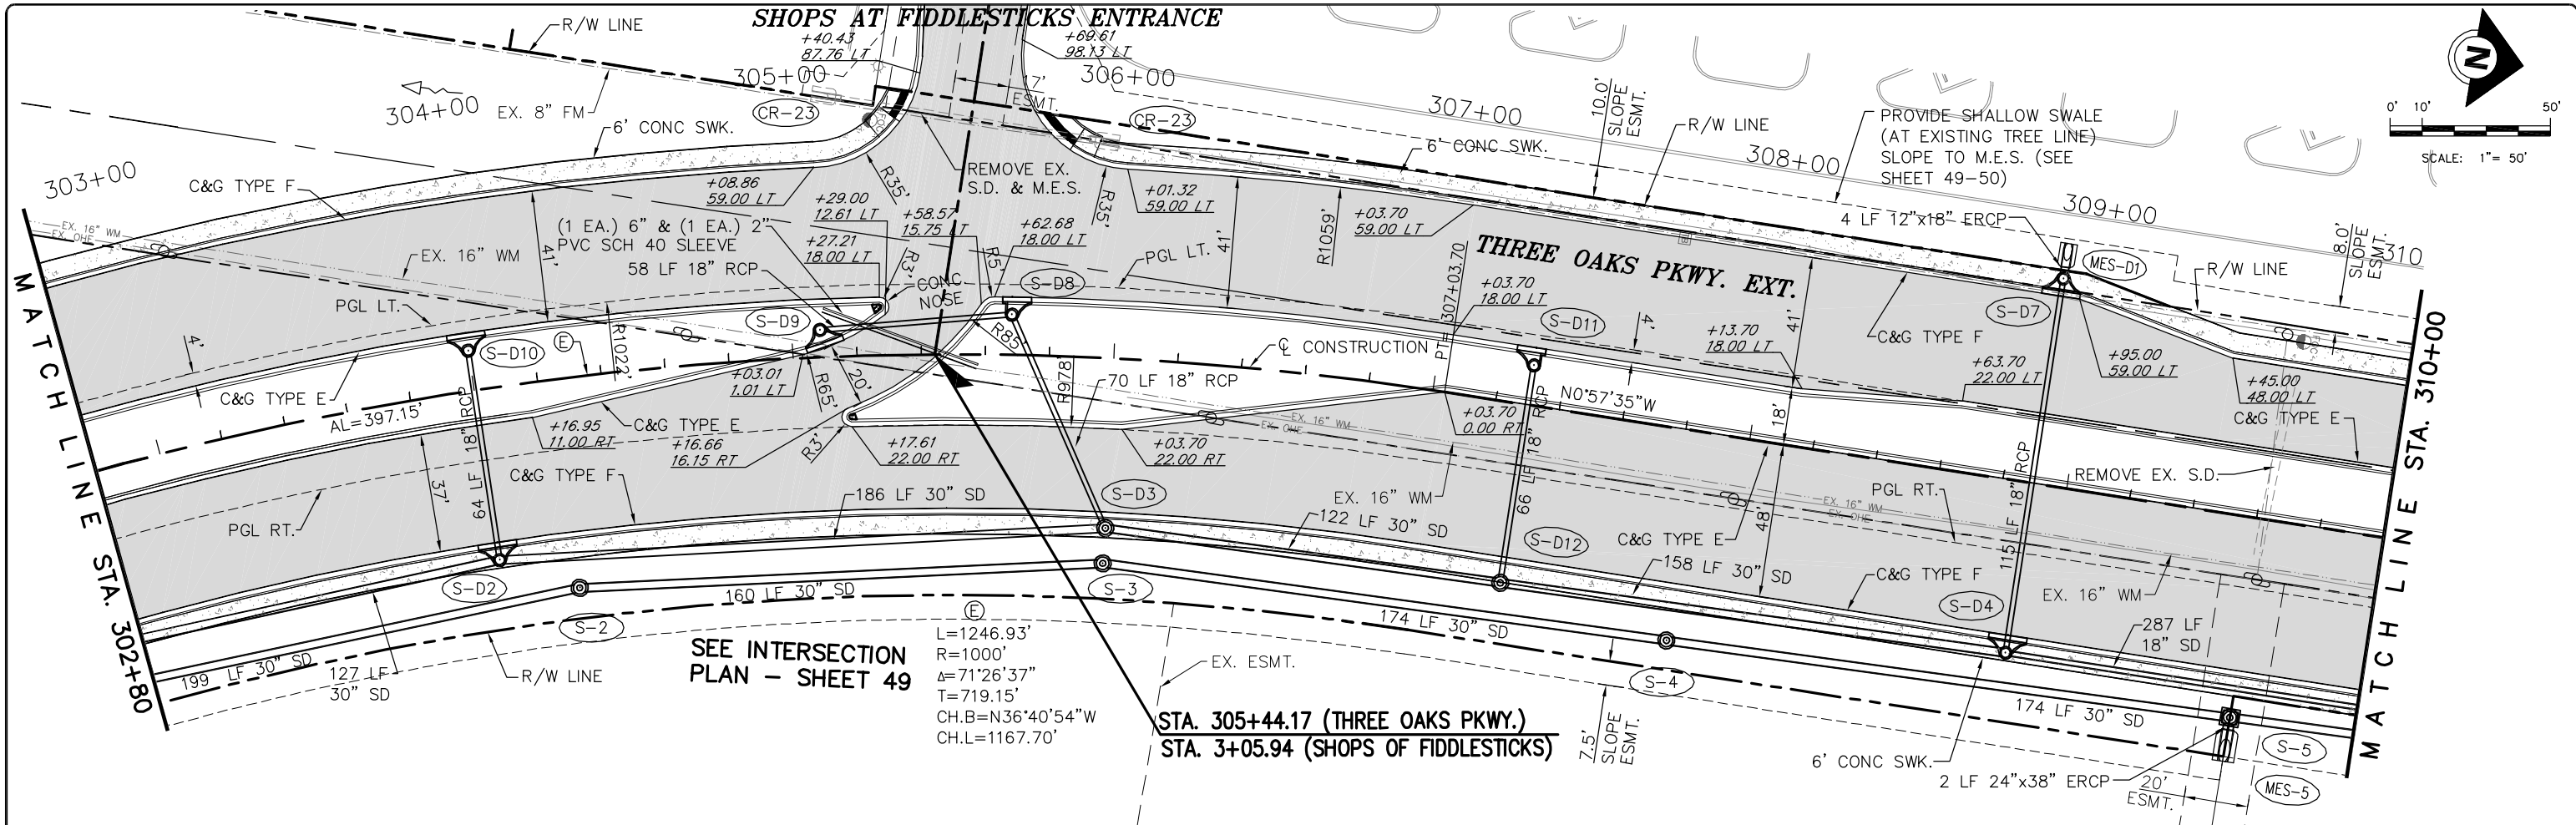 SHOPS AT FIDDLESTICKS ENTRANCE
R/W LINE
+40.43
87.76 LT
+69.61
98.13 LT
305+00
306+00
17'
ESMT.
304+00
EX. 8" FM
CR-23
CR-23
307+00
10.0'
SLOPE
ESMT.
R/W LINE
PROVIDE SHALLOW SWALE
(AT EXISTING TREE LINE)
SLOPE TO M.E.S. (SEE
SHEET 49-50)
N
0' 10' 50'
SCALE: 1"= 50'
303+00
6' CONC SWK.
6' CONC SWK.
308+00
309+00
310
C&G TYPE F
REMOVE EX.
S.D. & M.E.S.
R35'
R35'
+08.86
59.00 LT
+29.00
12.61 LT
+58.57
15.75 LT
+62.68
18.00 LT
+01.32
59.00 LT
+03.70
59.00 LT
4 LF 12"x18" ERCP
MES-D1
R/W LINE
8.0'
SLOPE
ESMT.
EX. 16" WM
EX. OHE
EX. 16" WM
41'
(1 EA.) 6" & (1 EA.) 2"
PVC SCH 40 SLEEVE
58 LF 18" RCP
+27.21
18.00 LT
R3'
CONC
NOSE
R5'
S-D8
PGL LT.
41'
R1059'
THREE OAKS PKWY. EXT.
PT= 307+03.70
+03.70
18.00 LT
S-D11
4'
+13.70
18.00 LT
41'
S-D7
C&G TYPE F
MATCH LINE STA. 302+80
PGL LT.
4'
S-D10
E
R1022'
S-D9
R85'
℄ CONSTRUCTION
+63.70
22.00 LT
+95.00
59.00 LT
+45.00
48.00 LT
C&G TYPE E
MATCH LINE STA. 310+00
C&G TYPE E
AL=397.15'
64 LF 18" RCP
+03.01
1.01 LT
R65'
20'
R978'
70 LF 18" RCP
EX. 16" WM
EX. OHE
+03.70
0.00 RT
N0°57'35"W
18'
+16.95
11.00 RT
C&G TYPE E
+16.66
16.15 RT
R3'
+17.61
22.00 RT
+03.70
22.00 RT
66 LF 18" RCP
115 LF 18" RCP
REMOVE EX. S.D.
C&G TYPE F
37'
PGL RT.
186 LF 30" SD
S-D3
EX. 16" WM
122 LF 30" SD
PGL RT.
EX. 16" WM
EX. OHE
48'
S-D12
C&G TYPE E
158 LF 30" SD
C&G TYPE F
S-D4
EX. 16" WM
S-D2
S-2
160 LF 30" SD
S-3
174 LF 30" SD
287 LF
18" SD
199 LF 30" SD
127 LF
30" SD
R/W LINE
SEE INTERSECTION
PLAN - SHEET 49
E
L=1246.93'
R=1000'
Δ=71°26'37"
T=719.15'
CH.B=N36°40'54"W
CH.L=1167.70'
EX. ESMT.
S-4
STA. 305+44.17 (THREE OAKS PKWY.)
STA. 3+05.94 (SHOPS OF FIDDLESTICKS)
7.5'
SLOPE
ESMT.
174 LF 30" SD
6' CONC SWK.
2 LF 24"x38" ERCP
20'
ESMT.
S-5
MES-5